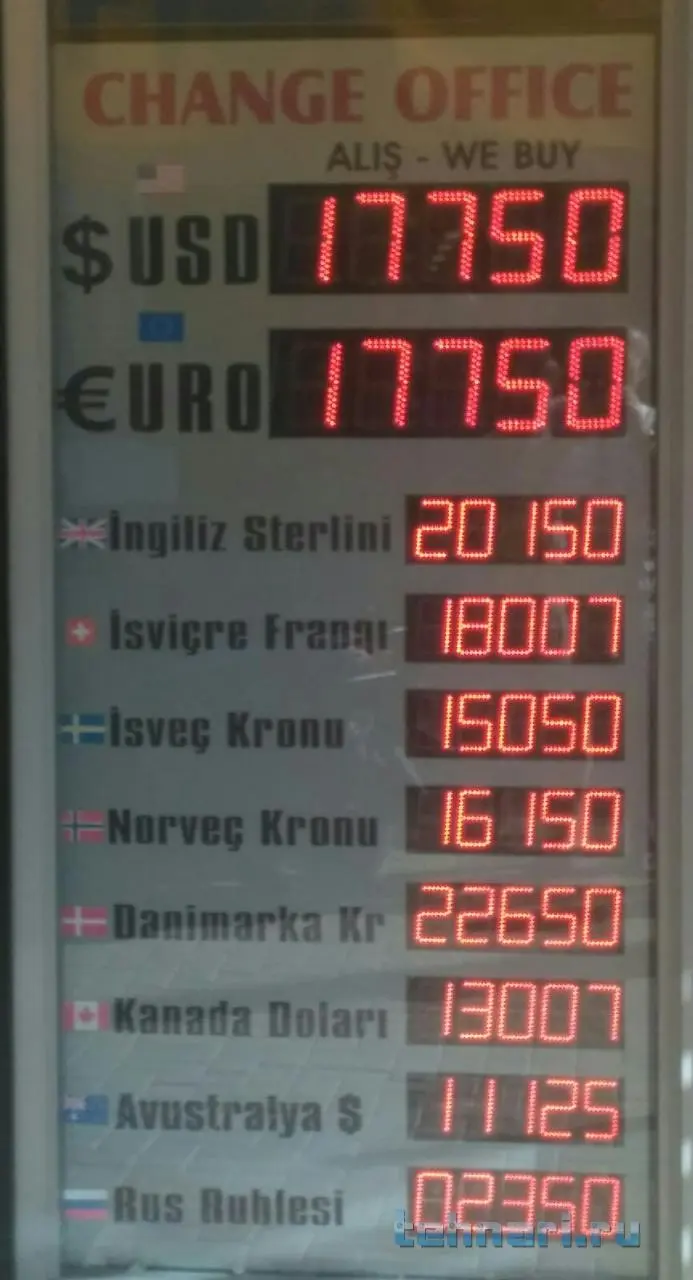 CHANGE OFFICE
ALIŞ - WE BUY
$ USD 17750
€URO 17750
İngiliz Sterlini 20150
İsviçre Frangı 18007
İsveç Kronu 15050
Norveç Kronu 16150
Danimarka Kr 22650
Kanada Doları 13007
Avustralya $ 11125
Rus Ruhlesi 02350
tehnari.ru